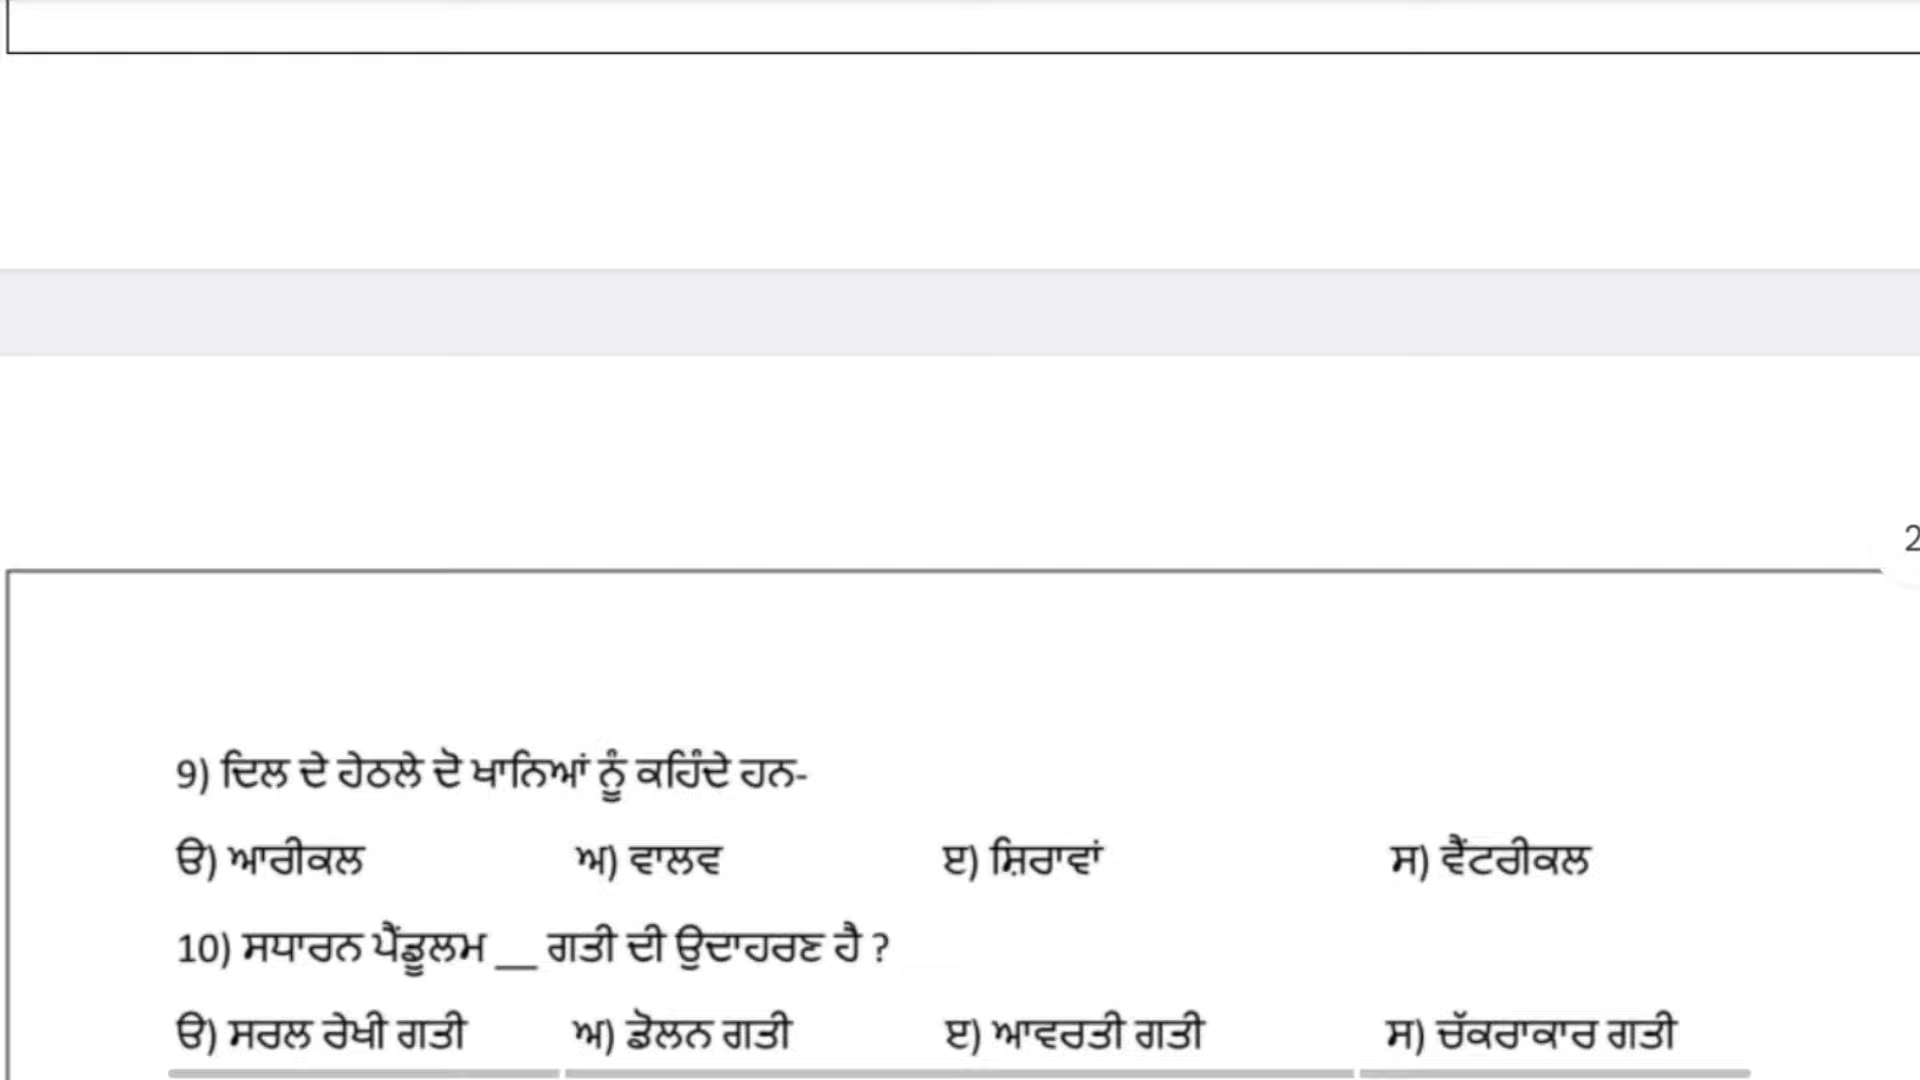 2
9) ਦਿਲ ਦੇ ਹੇਠਲੇ ਦੋ ਖਾਨਿਆਂ ਨੂੰ ਕਹਿੰਦੇ ਹਨ-
ੳ) ਆਰੀਕਲ ਅ) ਵਾਲਵ ੲ) ਸ਼ਿਰਾਵਾਂ ਸ) ਵੈਂਟਰੀਕਲ
10) ਸਧਾਰਨ ਪੈਂਡੂਲਮ __ ਗਤੀ ਦੀ ਉਦਾਹਰਣ ਹੈ ?
ੳ) ਸਰਲ ਰੇਖੀ ਗਤੀ ਅ) ਡੋਲਨ ਗਤੀ ੲ) ਆਵਰਤੀ ਗਤੀ ਸ) ਚੱਕਰਾਕਾਰ ਗਤੀ